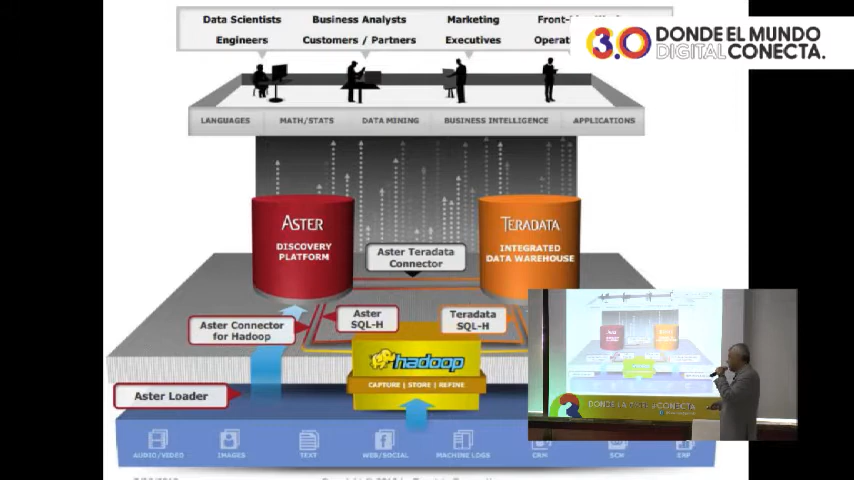 Data Scientists Business Analysts Marketing
Engineers Customers / Partners Executives
3.0 DONDE EL MUNDO
DIGITAL CONECTA.
LANGUAGES MATH/STATS DATA MINING BUSINESS INTELLIGENCE APPLICATIONS
ASTER
DISCOVERY
PLATFORM
TERADATA
INTEGRATED
DATA WAREHOUSE
Aster Teradata
Connector
Aster Connector
for Hadoop
Aster
SQL-H
Teradata
SQL-H
hadoop
CAPTURE | STORE | REFINE
Aster Loader
AUDIO/VIDEO IMAGES TEXT WEB/SOCIAL MACHINE LOGS CRM SCM ERP